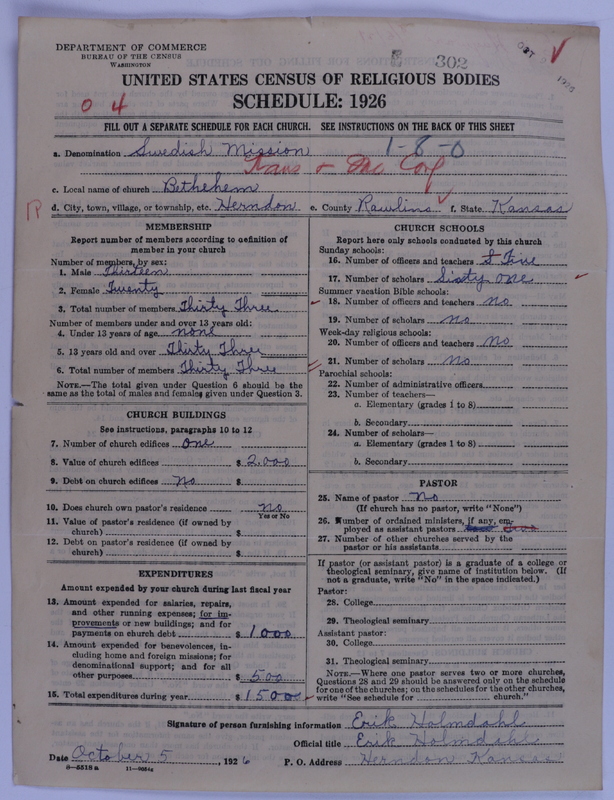 DEPARTMENT OF COMMERCE
BUREAU OF THE CENSUS
WASHINGTON
302
UNITED STATES CENSUS OF RELIGIOUS BODIES
SCHEDULE: 1926
0 4
FILL OUT A SEPARATE SCHEDULE FOR EACH CHURCH. SEE INSTRUCTIONS ON THE BACK OF THIS SHEET
a. Denomination Swedish Mission 1-8-0
c. Local name of church Bethehem
d. City, town, village, or township, etc. Herndon e. County Rawlins f. State Kansas
MEMBERSHIP
Report number of members according to definition of
member in your church
Number of members, by sex:
1. Male Thirteen
2. Female Twenty
3. Total number of members Thirty Three
Number of members under and over 13 years old:
4. Under 13 years of age none
5. 13 years old and over Thirty Three
6. Total number of members Thirty Three
NOTE.—The total given under Question 6 should be the
same as the total of males and females given under Question 3.
CHURCH BUILDINGS
See instructions, paragraphs 10 to 12
7. Number of church edifices one
8. Value of church edifices $ 2.000
9. Debt on church edifices no $
10. Does church own pastor's residence no
Yes or No
11. Value of pastor's residence (if owned by
church) $
12. Debt on pastor's residence (if owned by
church) $
EXPENDITURES
Amount expended by your church during last fiscal year
13. Amount expended for salaries, repairs,
and other running expenses; for im-
provements or new buildings; and for
payments on church debt $ 1000
14. Amount expended for benevolences, in-
cluding home and foreign missions; for
denominational support; and for all
other purposes $ 500
15. Total expenditures during year $ 1500
CHURCH SCHOOLS
Report here only schools conducted by this church
Sunday schools:
16. Number of officers and teachers Five
17. Number of scholars Sixty one
Summer vacation Bible schools:
18. Number of officers and teachers no
19. Number of scholars no
Week-day religious schools:
20. Number of officers and teachers no
21. Number of scholars no
Parochial schools:
22. Number of administrative officers
23. Number of teachers—
a. Elementary (grades 1 to 8)
b. Secondary
24. Number of scholars—
a. Elementary (grades 1 to 8)
b. Secondary
PASTOR
25. Name of pastor no
(If church has no pastor, write "None")
26. Number of ordained ministers, if any, em-
ployed as assistant pastors
27. Number of other churches served by the
pastor or his assistants
If pastor (or assistant pastor) is a graduate of a college or
theological seminary, give name of institution below. (If
not a graduate, write "No" in the space indicated.)
Pastor:
28. College
29. Theological seminary
Assistant pastor:
30. College
31. Theological seminary
NOTE.—Where one pastor serves two or more churches,
Questions 28 and 29 should be answered only on the schedule
for one of the churches; on the schedules for the other churches,
write "See schedule for church."
Signature of person furnishing information Erik Holmdahl
Official title Erik Holmdahl
Date October 5, 1926 P. O. Address Herndon Kansas
8-5518a